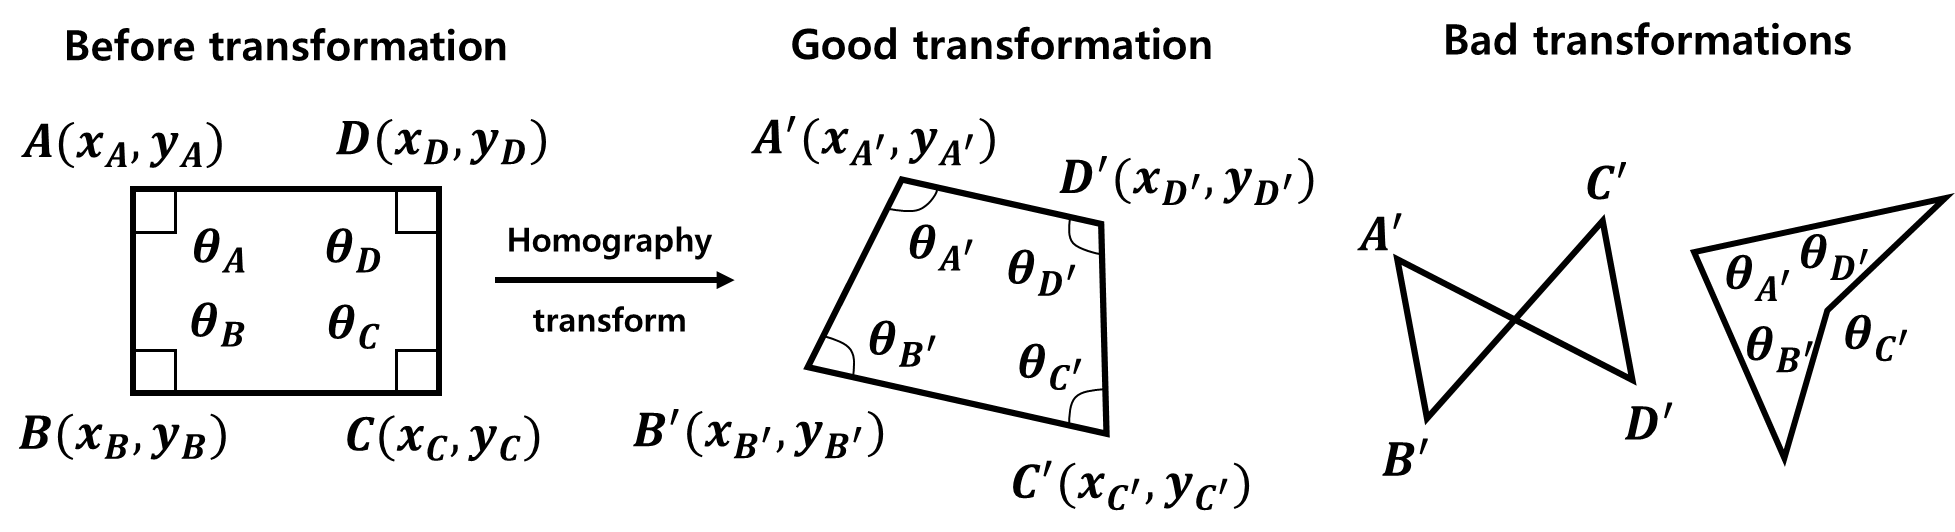 Before transformation
Good transformation
Bad transformations
A(x_A, y_A)
D(x_D, y_D)
θ_A
θ_D
θ_B
θ_C
B(x_B, y_B)
C(x_C, y_C)
Homography
transform
A′(x_A′, y_A′)
D′(x_D′, y_D′)
θ_A′
θ_D′
θ_B′
θ_C′
B′(x_B′, y_B′)
C′(x_C′, y_C′)
A′
C′
B′
D′
θ_A′
θ_D′
θ_B′
θ_C′